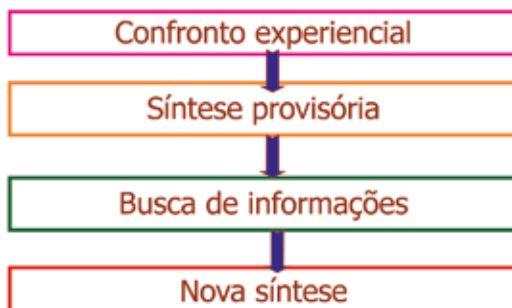 Confronto experiencial
Síntese provisória
Busca de informações
Nova síntese